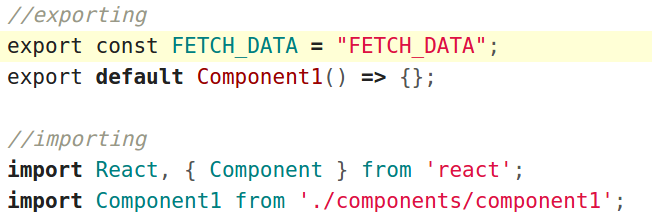 //exporting
export const FETCH_DATA = "FETCH_DATA";
export default Component1() => {};
//importing
import React, { Component } from 'react';
import Component1 from './components/component1';